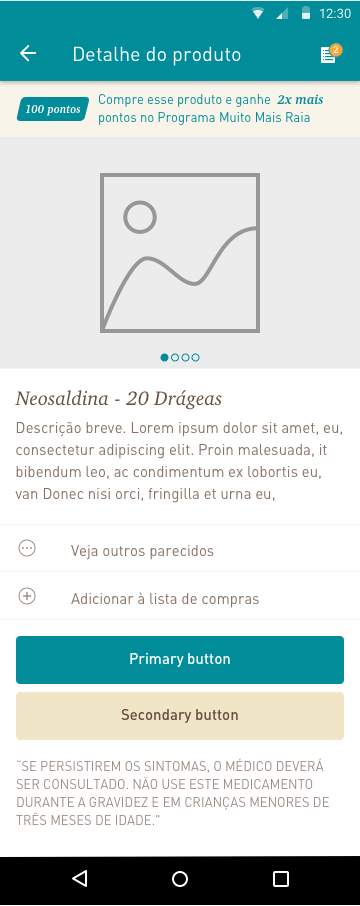 12:30
Detalhe do produto
2
100 pontos
Compre esse produto e ganhe 2x mais
pontos no Programa Muito Mais Raia
Neosaldina - 20 Drágeas
Descrição breve. Lorem ipsum dolor sit amet, eu,
consectetur adipiscing elit. Proin malesuada, it
bibendum leo, ac condimentum ex lobortis eu,
van Donec nisi orci, fringilla et urna eu,
Veja outros parecidos
Adicionar à lista de compras
Primary button
Secondary button
"SE PERSISTIREM OS SINTOMAS, O MÉDICO DEVERÁ
SER CONSULTADO. NÃO USE ESTE MEDICAMENTO
DURANTE A GRAVIDEZ E EM CRIANÇAS MENORES DE
TRÊS MESES DE IDADE."